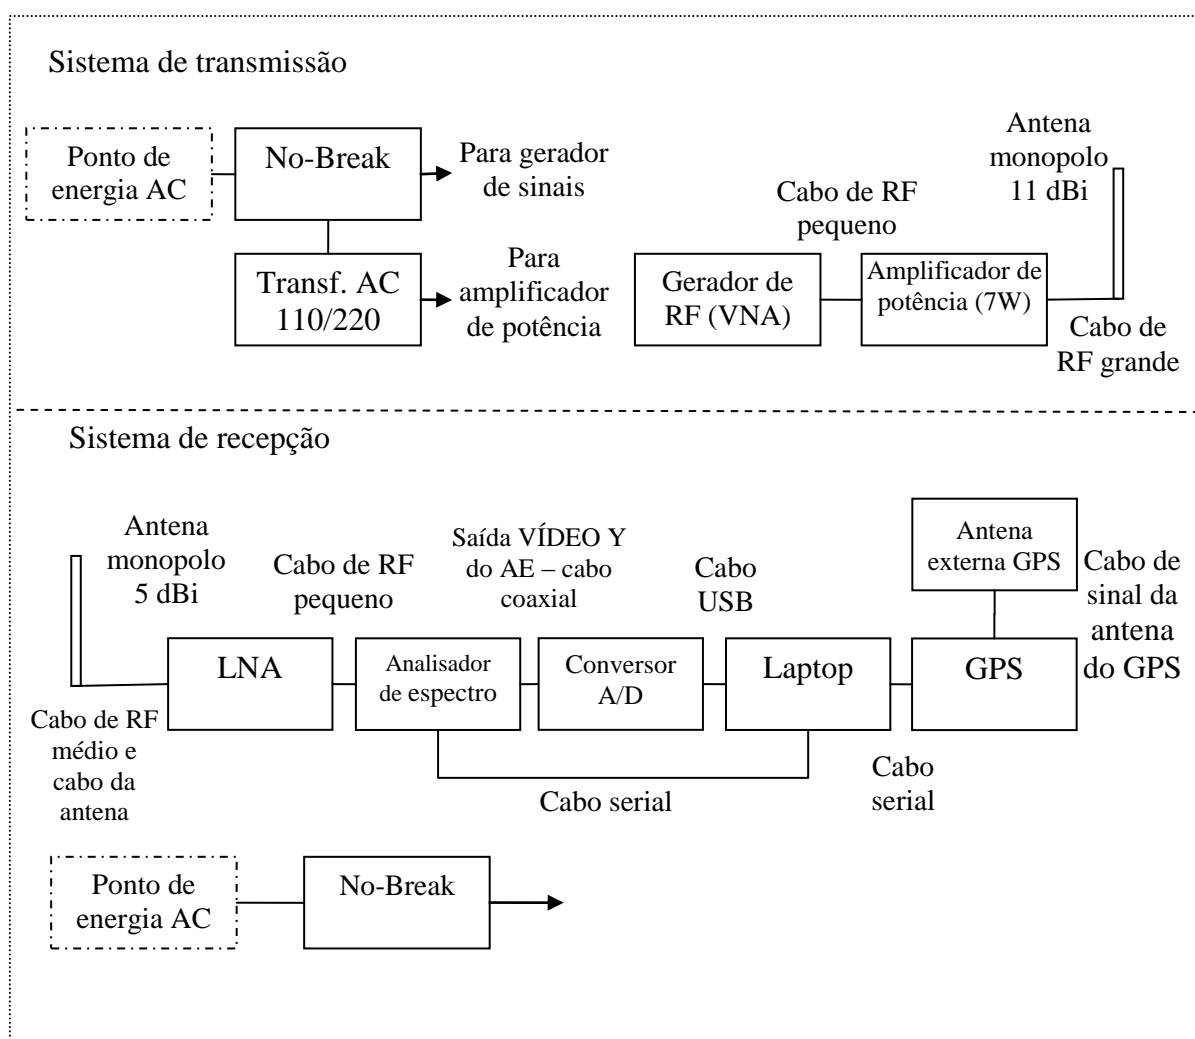 Sistema de transmissão
Ponto de
energia AC
No-Break
Para gerador
de sinais
Transf. AC
110/220
Para
amplificador
de potência
Gerador de
RF (VNA)
Cabo de RF
pequeno
Amplificador de
potência (7W)
Antena
monopolo
11 dBi
Cabo de
RF grande
Sistema de recepção
Antena
monopolo
5 dBi
Cabo de RF
médio e
cabo da
antena
LNA
Cabo de RF
pequeno
Analisador
de espectro
Saída VÍDEO Y
do AE – cabo
coaxial
Conversor
A/D
Cabo
USB
Laptop
Cabo serial
Cabo
serial
GPS
Antena
externa GPS
Cabo de
sinal da
antena
do GPS
Ponto de
energia AC
No-Break